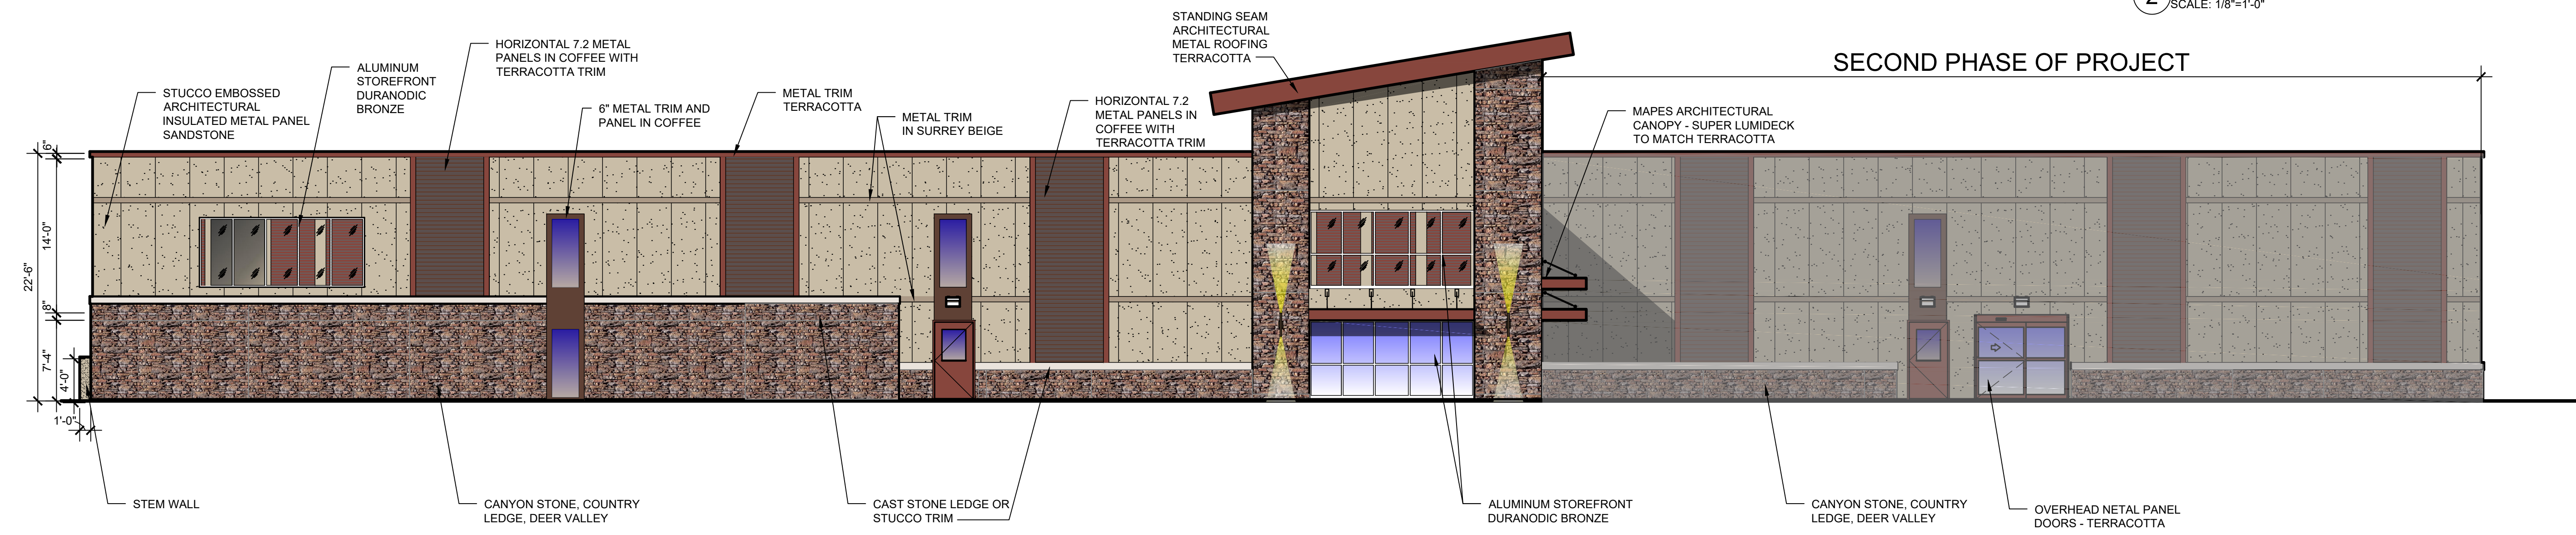 2
SCALE: 1/8"=1'-0"
SECOND PHASE OF PROJECT
STANDING SEAM
ARCHITECTURAL
METAL ROOFING
TERRACOTTA
HORIZONTAL 7.2 METAL
PANELS IN COFFEE WITH
TERRACOTTA TRIM
ALUMINUM
STOREFRONT
DURANODIC
BRONZE
STUCCO EMBOSSED
ARCHITECTURAL
INSULATED METAL PANEL
SANDSTONE
6" METAL TRIM AND
PANEL IN COFFEE
METAL TRIM
TERRACOTTA
METAL TRIM
IN SURREY BEIGE
HORIZONTAL 7.2
METAL PANELS IN
COFFEE WITH
TERRACOTTA TRIM
MAPES ARCHITECTURAL
CANOPY - SUPER LUMIDECK
TO MATCH TERRACOTTA
6"
14'-0"
22'-6"
8"
7'-4"
4'-0"
1'-0"
STEM WALL
CANYON STONE, COUNTRY
LEDGE, DEER VALLEY
CAST STONE LEDGE OR
STUCCO TRIM
ALUMINUM STOREFRONT
DURANODIC BRONZE
CANYON STONE, COUNTRY
LEDGE, DEER VALLEY
OVERHEAD NETAL PANEL
DOORS - TERRACOTTA